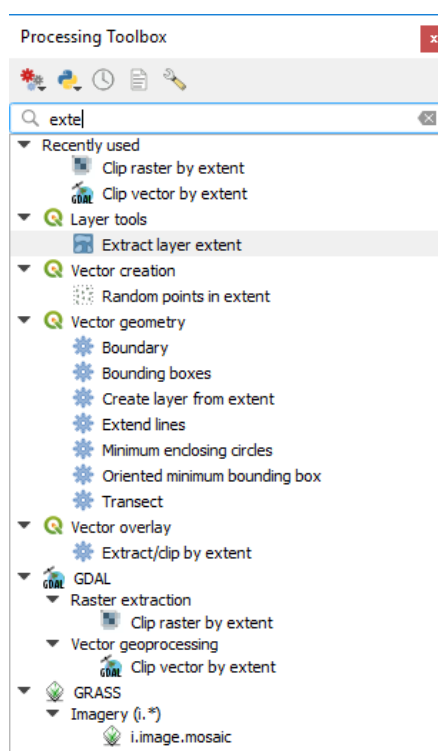 Processing Toolbox
x
exte
Recently used
Clip raster by extent
GDAL Clip vector by extent
Layer tools
Extract layer extent
Vector creation
Random points in extent
Vector geometry
Boundary
Bounding boxes
Create layer from extent
Extend lines
Minimum enclosing circles
Oriented minimum bounding box
Transect
Vector overlay
Extract/clip by extent
GDAL GDAL
Raster extraction
Clip raster by extent
Vector geoprocessing
GDAL Clip vector by extent
GRASS
Imagery (i.*)
i.image.mosaic